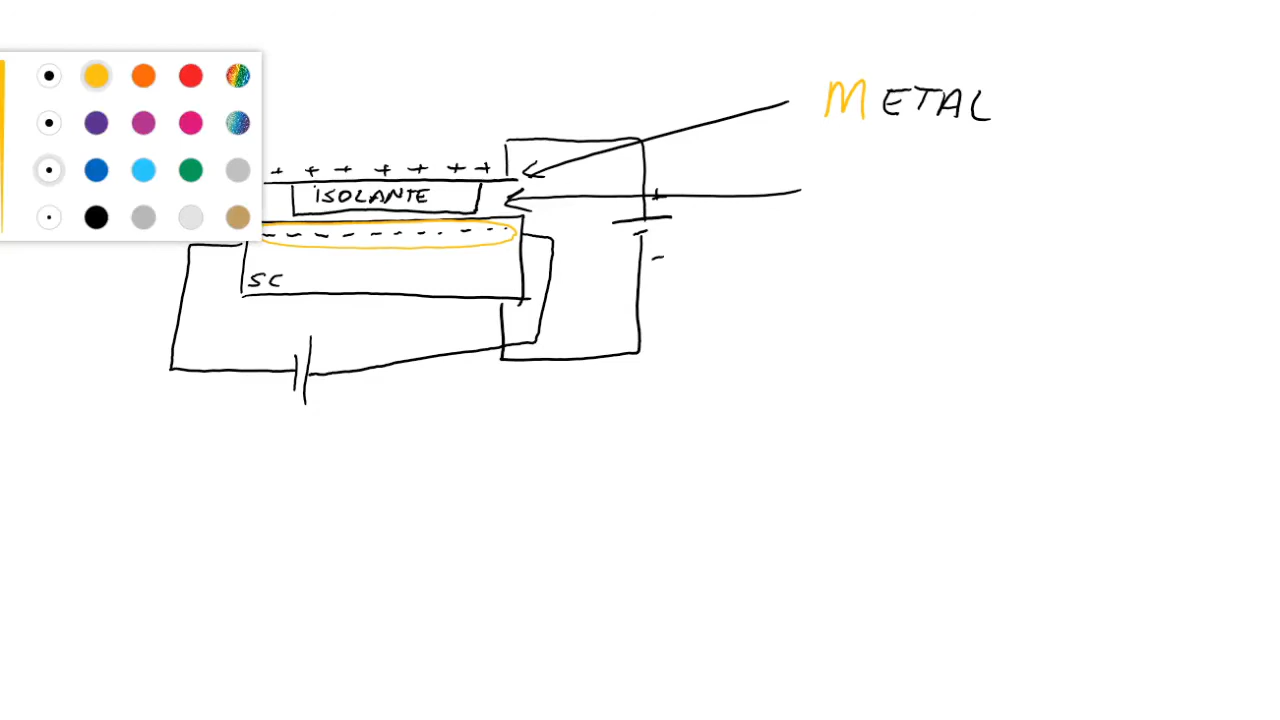 METAL
+ + + + + + +
ISOLANTE
+
- - - - - - - - -
-
SC